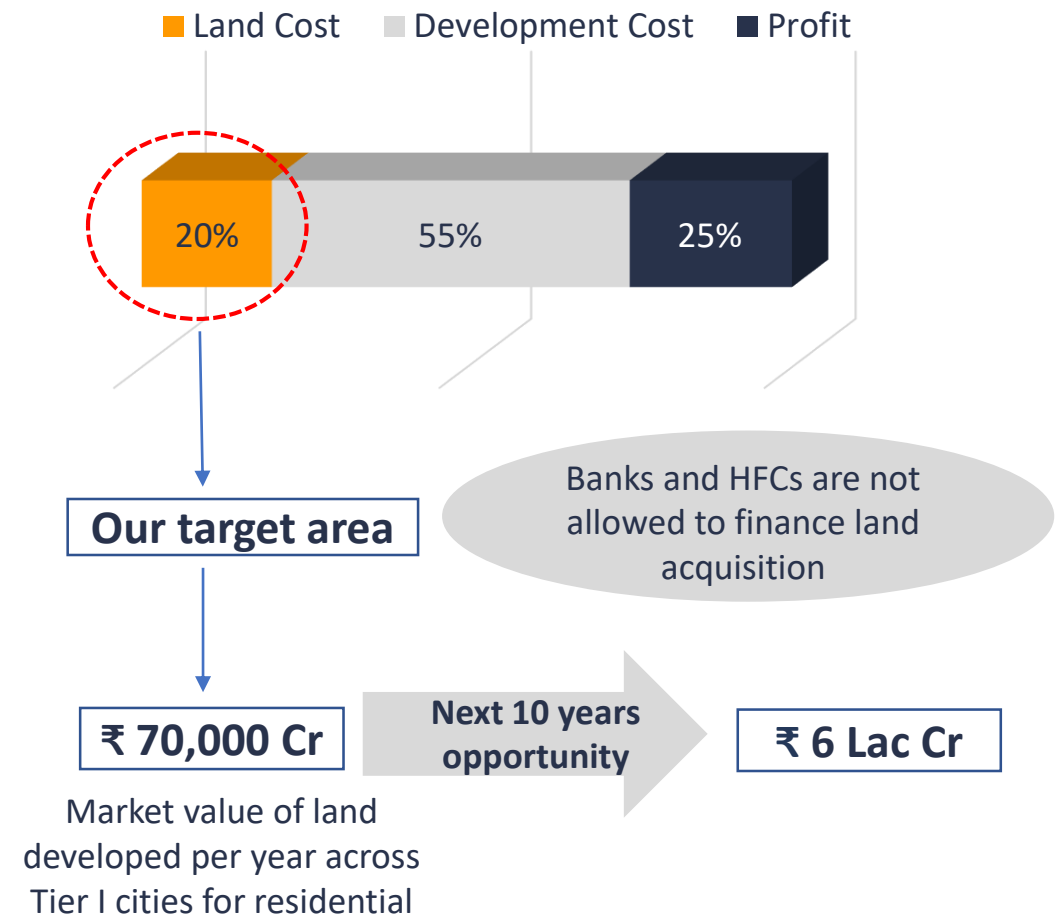 Land Cost Development Cost Profit
20% 55% 25%
Our target area
Banks and HFCs are not
allowed to finance land
acquisition
₹ 70,000 Cr
Next 10 years
opportunity
₹ 6 Lac Cr
Market value of land
developed per year across
Tier I cities for residential